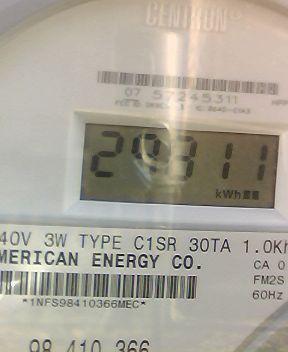 CENTRON®
07 57245311
29311
kWh
40V 3W TYPE C1SR 30TA 1.0Kh
MERICAN ENERGY CO. CA 0
FM2S
*1NFS98410366MEC* 60Hz
98 410 366